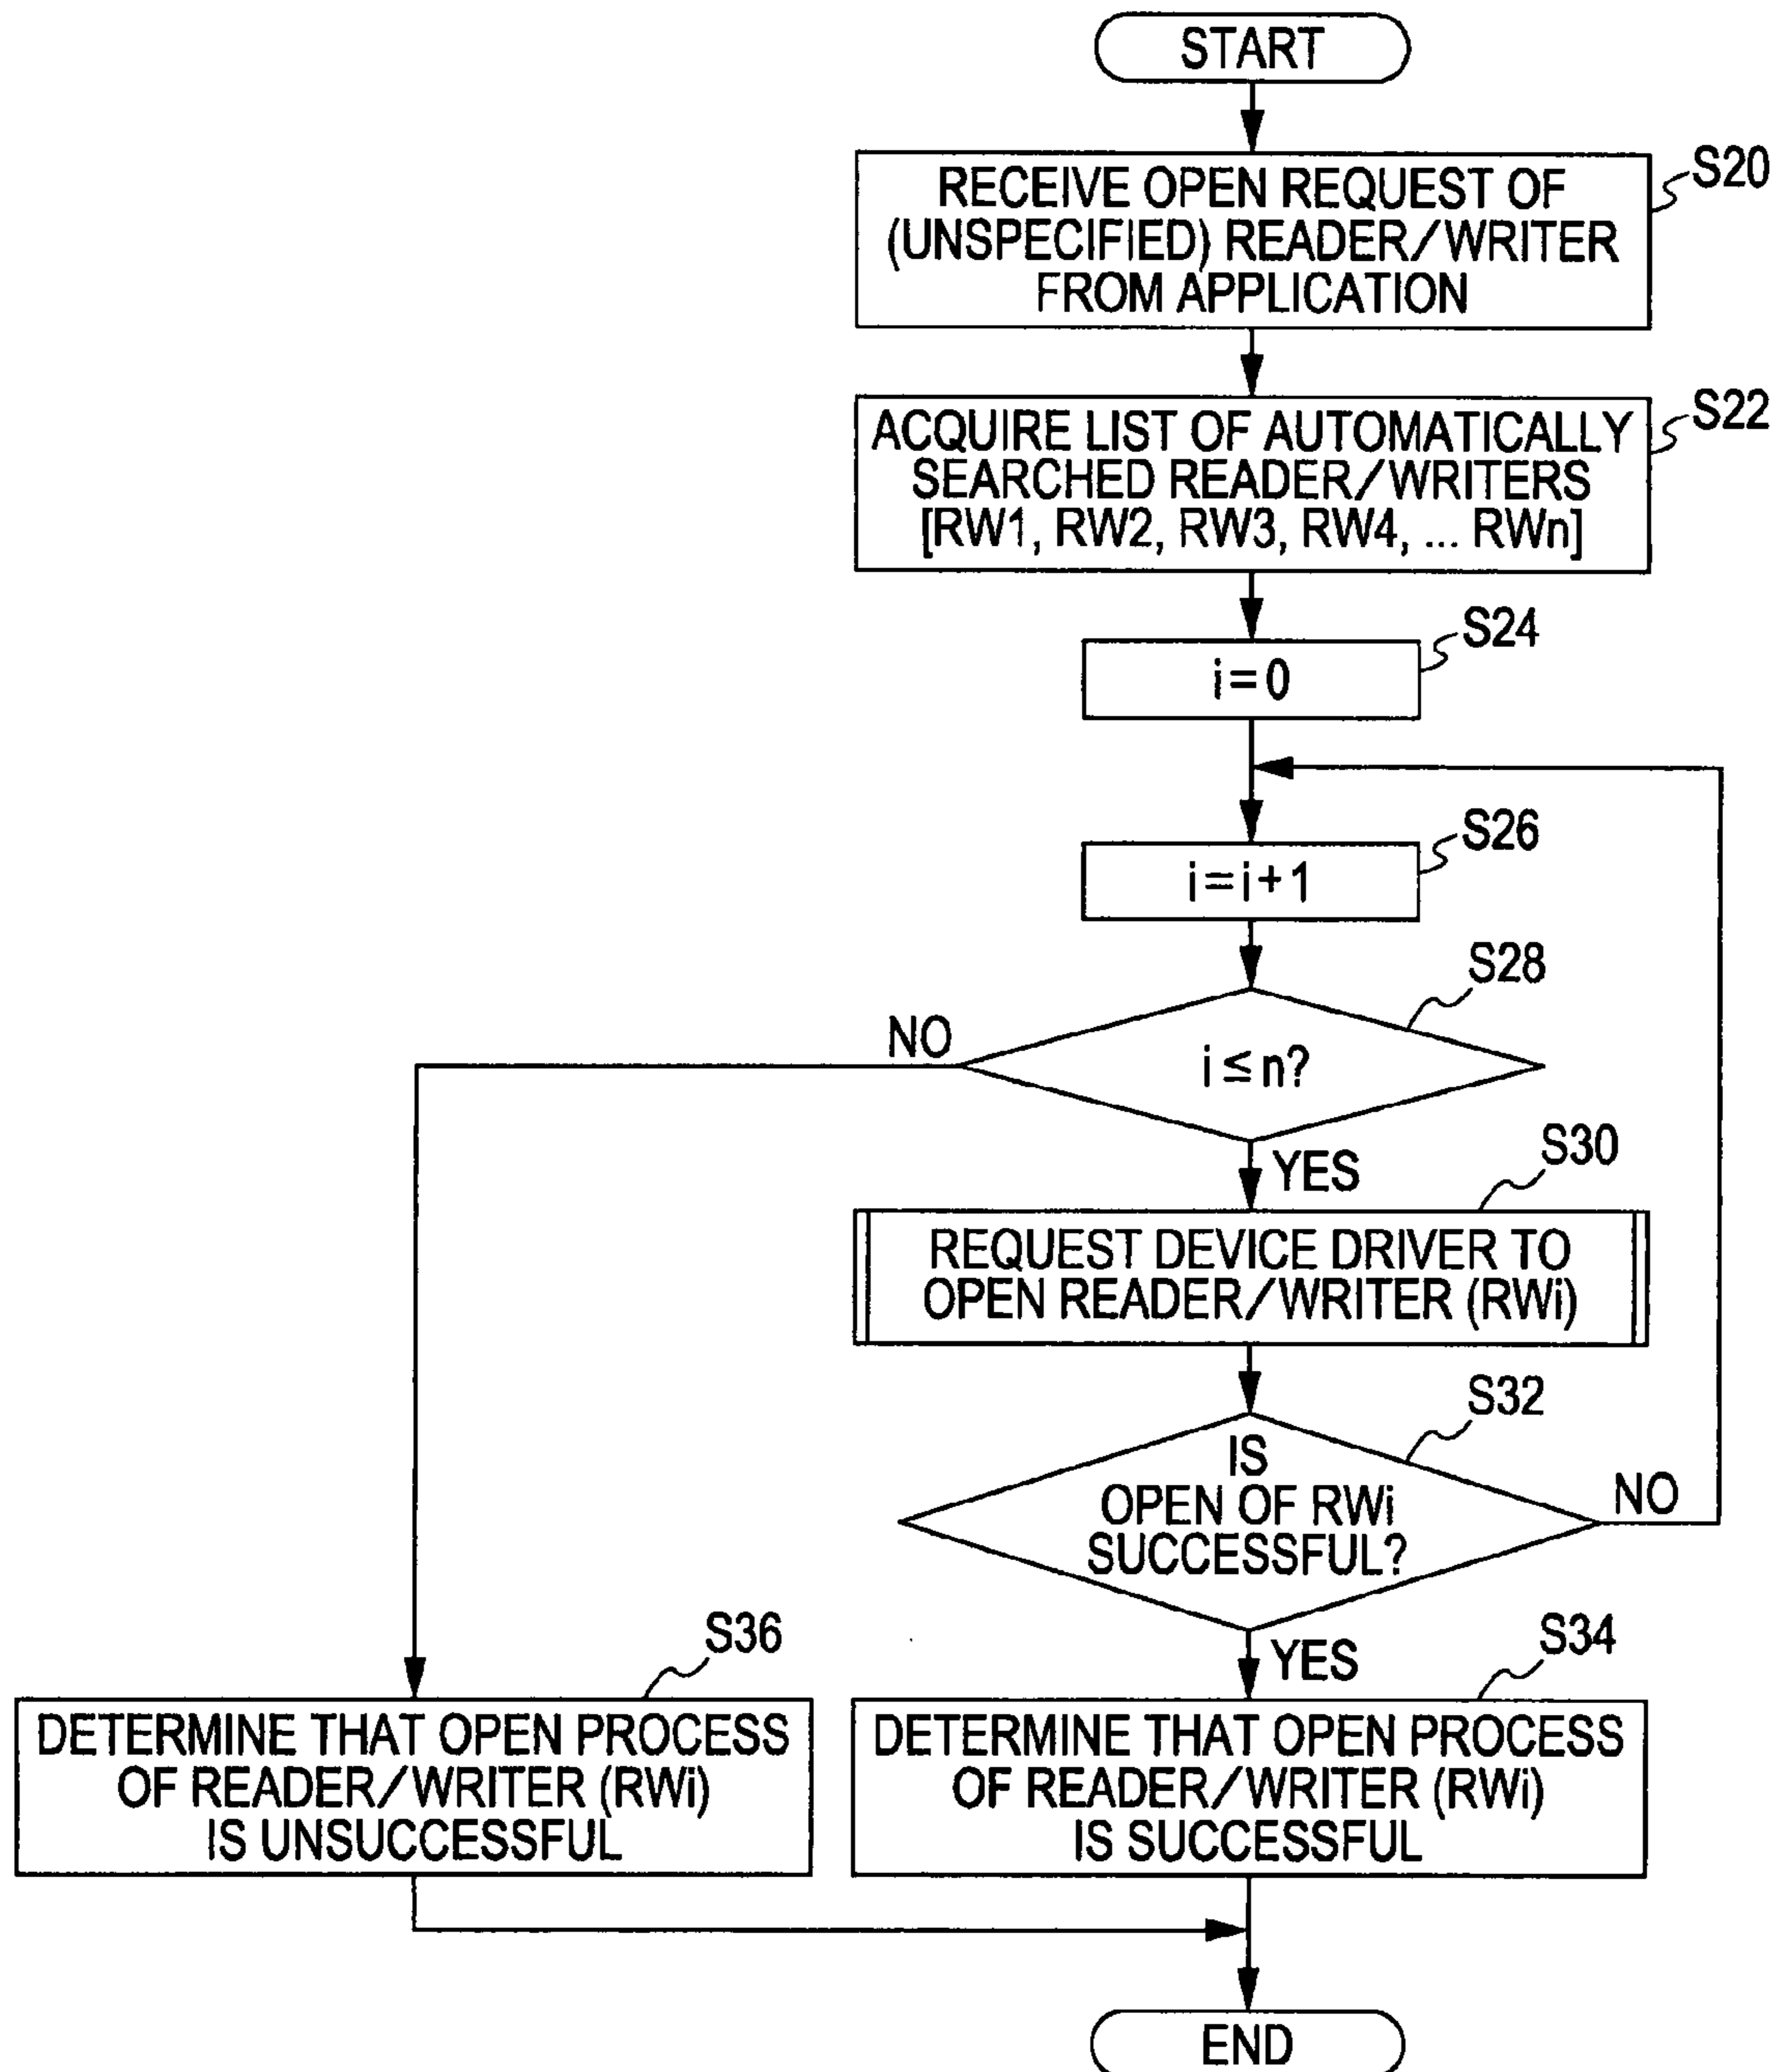 START
S20
RECEIVE OPEN REQUEST OF
(UNSPECIFIED) READER/WRITER
FROM APPLICATION
S22
ACQUIRE LIST OF AUTOMATICALLY
SEARCHED READER/WRITERS
[RW1, RW2, RW3, RW4, ... RWn]
S24
i=0
S26
i=i+1
S28
NO
i≤n?
YES
S30
REQUEST DEVICE DRIVER TO
OPEN READER/WRITER (RWi)
S32
IS
OPEN OF RWi
SUCCESSFUL?
NO
YES
S36
DETERMINE THAT OPEN PROCESS
OF READER/WRITER (RWi)
IS UNSUCCESSFUL
S34
DETERMINE THAT OPEN PROCESS
OF READER/WRITER (RWi)
IS SUCCESSFUL
END